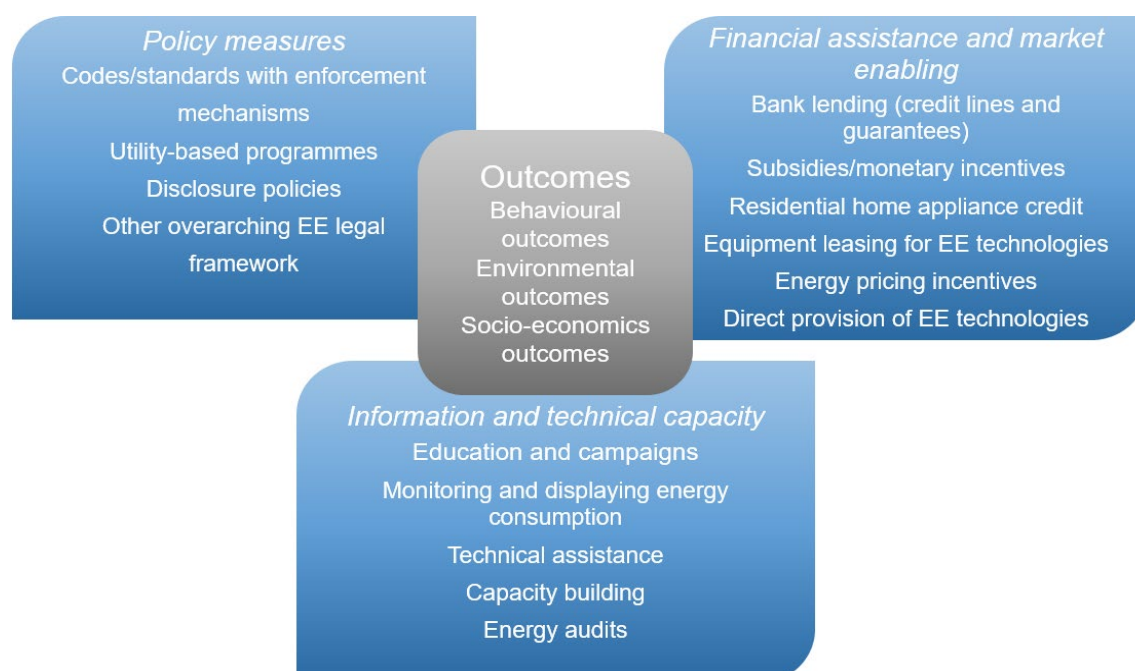 Policy measures
Codes/standards with enforcement
mechanisms
Utility-based programmes
Disclosure policies
Other overarching EE legal
framework
Financial assistance and market
enabling
Bank lending (credit lines and
guarantees)
Subsidies/monetary incentives
Residential home appliance credit
Equipment leasing for EE technologies
Energy pricing incentives
Direct provision of EE technologies
Outcomes
Behavioural
outcomes
Environmental
outcomes
Socio-economics
outcomes
Information and technical capacity
Education and campaigns
Monitoring and displaying energy
consumption
Technical assistance
Capacity building
Energy audits